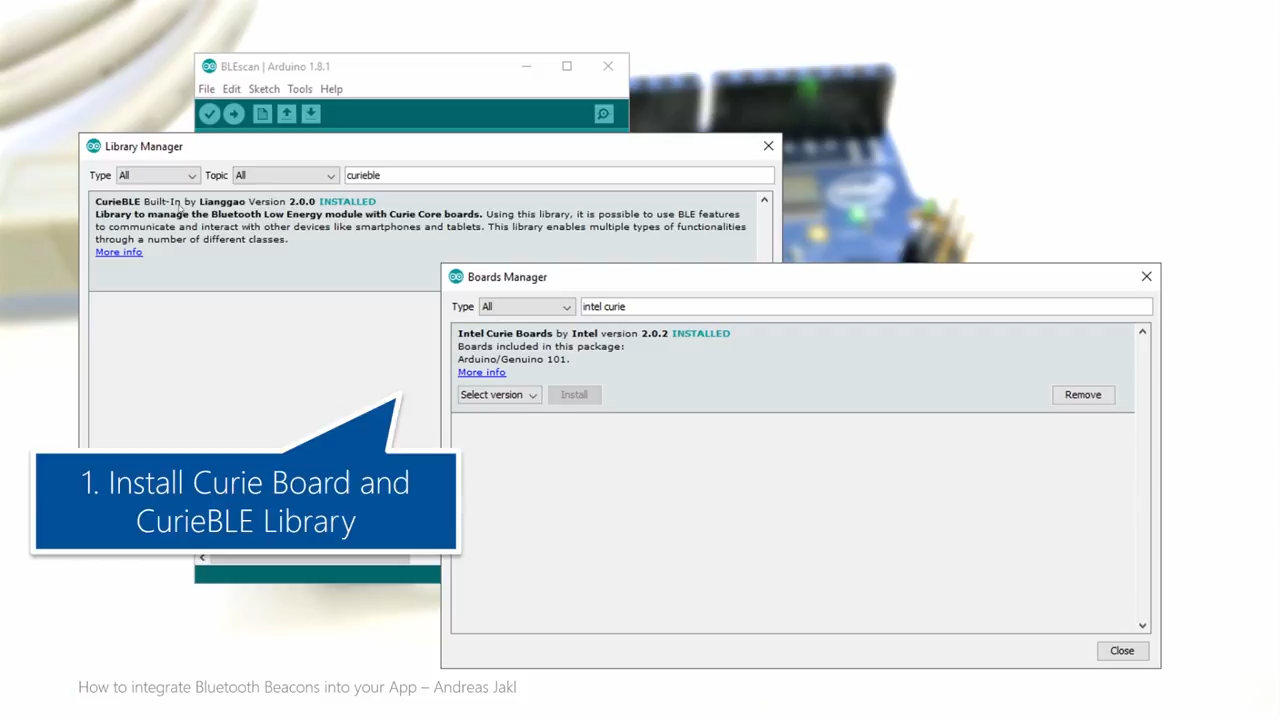 BLEscan | Arduino 1.8.1
File Edit Sketch Tools Help
Library Manager
Type All Topic All curieble
CurieBLE Built-In by Lianggao Version 2.0.0 INSTALLED
Library to manage the Bluetooth Low Energy module with Curie Core boards. Using this library, it is possible to use BLE features
to communicate and interact with other devices like smartphones and tablets. This library enables multiple types of functionalities
through a number of different classes.
More info
Boards Manager
Type All intel curie
Intel Curie Boards by Intel version 2.0.2 INSTALLED
Boards included in this package:
Arduino/Genuino 101.
More info
Select version Install Remove
1. Install Curie Board and
CurieBLE Library
Close
How to integrate Bluetooth Beacons into your App – Andreas Jakl